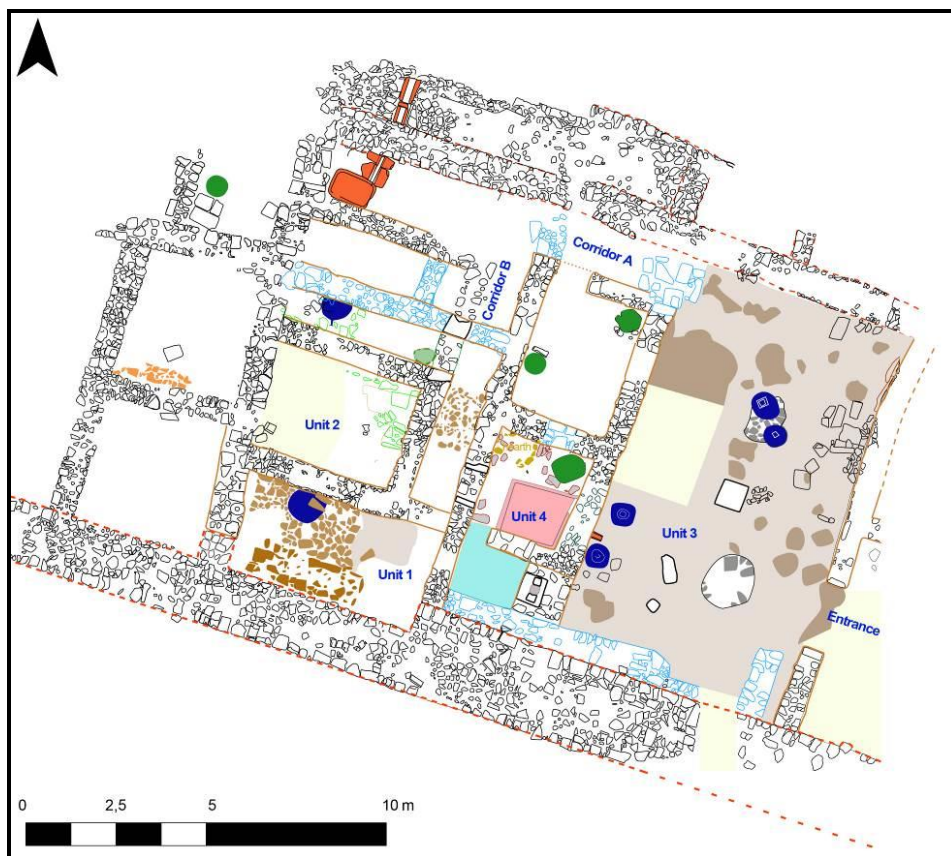 Corridor A
Corridor B
Unit 2
Unit 4
Unit 3
Unit 1
Entrance
0 2,5 5 10 m